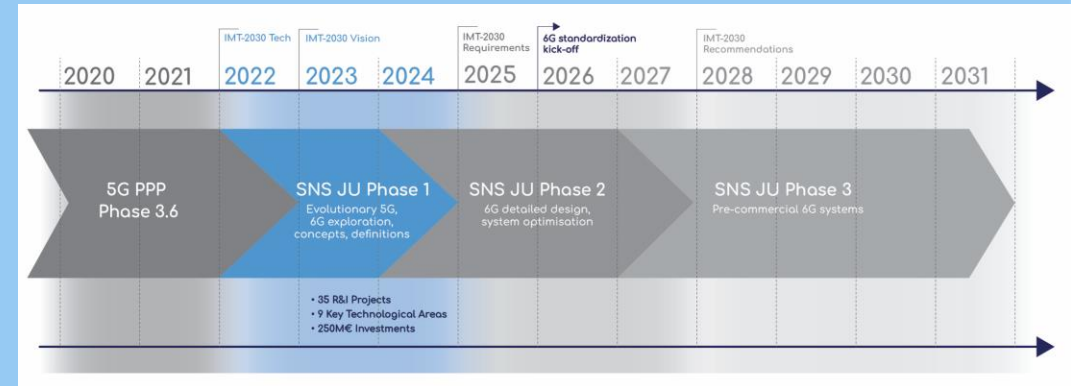 IMT-2030 Tech
IMT-2030 Vision
IMT-2030
Requirements
6G standardization
kick-off
IMT-2030
Recommendations
2020
2021
2022
2023
2024
2025
2026
2027
2028
2029
2030
2031
5G PPP
Phase 3.6
SNS JU Phase 1
Evolutionary 5G,
6G exploration,
concepts, definitions
SNS JU Phase 2
6G detailed design,
system optimisation
SNS JU Phase 3
Pre-commercial 6G systems
• 35 R&I Projects
• 9 Key Technological Areas
• 250M€ Investments